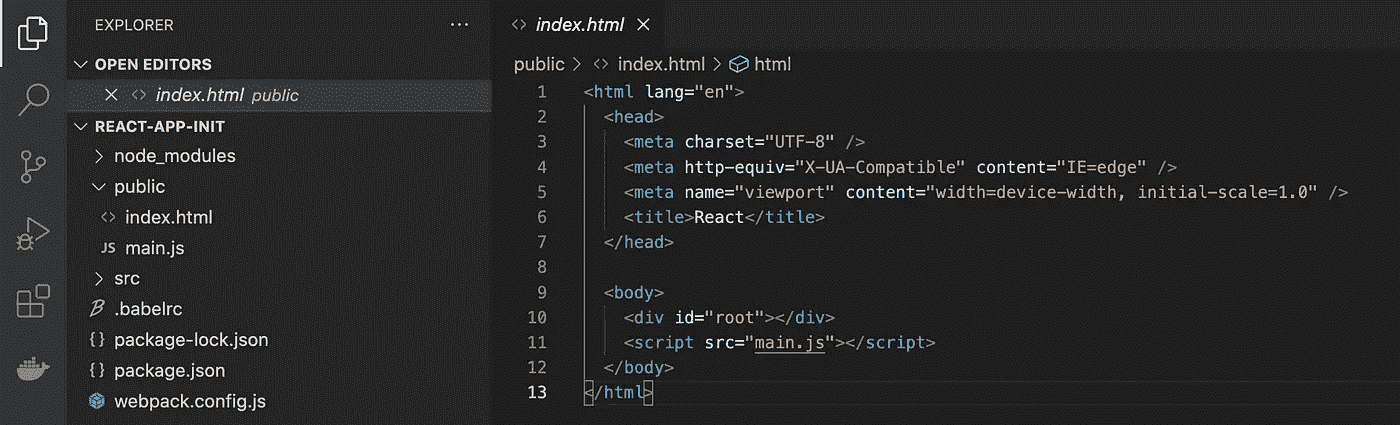 EXPLORER ...
OPEN EDITORS
index.html public
REACT-APP-INIT
node_modules
public
index.html
JS main.js
src
.babelrc
{} package-lock.json
{} package.json
webpack.config.js
index.html
public > index.html > html
1 <html lang="en">
2 <head>
3 <meta charset="UTF-8" />
4 <meta http-equiv="X-UA-Compatible" content="IE=edge" />
5 <meta name="viewport" content="width=device-width, initial-scale=1.0" />
6 <title>React</title>
7 </head>
8
9 <body>
10 <div id="root"></div>
11 <script src="main.js"></script>
12 </body>
13 </html>